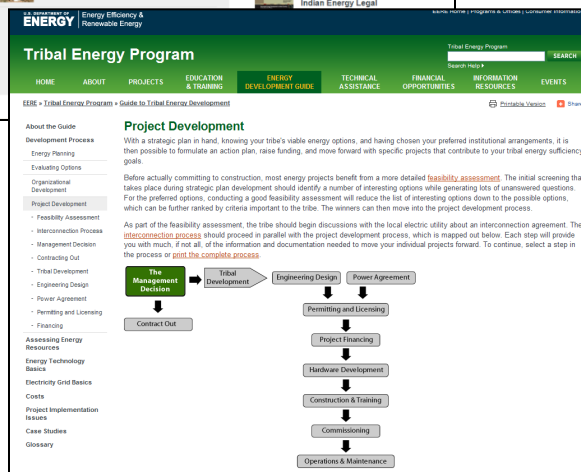 Indian Energy Legal
U.S. DEPARTMENT OF
ENERGY
Energy Efficiency &
Renewable Energy
EERE Home | Programs & Offices | Consumer Information
Tribal Energy Program
Tribal Energy Program
SEARCH
Search Help
HOME
ABOUT
PROJECTS
EDUCATION
& TRAINING
ENERGY
DEVELOPMENT GUIDE
TECHNICAL
ASSISTANCE
FINANCIAL
OPPORTUNITIES
INFORMATION
RESOURCES
EVENTS
EERE » Tribal Energy Program » Guide to Tribal Energy Development
Printable Version
Share
About the Guide
Development Process
Energy Planning
Evaluating Options
Organizational
Development
Project Development
- Feasibility Assessment
- Interconnection Process
- Management Decision
- Contracting Out
- Tribal Development
- Engineering Design
- Power Agreement
- Permitting and Licensing
- Financing
Assessing Energy
Resources
Energy Technology
Basics
Electricity Grid Basics
Costs
Project Implementation
Issues
Case Studies
Glossary
Project Development
With a strategic plan in hand, knowing your tribe's viable energy options, and having chosen your preferred institutional arrangements, it is
then possible to formulate an action plan, raise funding, and move forward with specific projects that contribute to your tribal energy sufficiency
goals.
Before actually committing to construction, most energy projects benefit from a more detailed feasibility assessment. The initial screening tha
takes place during strategic plan development should identify a number of interesting options while generating lots of unanswered questions.
For the preferred options, conducting a good feasibility assessment will reduce the list of interesting options down to the possible options,
which can be further ranked by criteria important to the tribe. The winners can then move into the project development process.
As part of the feasibility assessment, the tribe should begin discussions with the local electric utility about an interconnection agreement. The
interconnection process should proceed in parallel with the project development process, which is mapped out below. Each step will provide
you with much, if not all, of the information and documentation needed to move your individual projects forward. To continue, select a step in
the process or print the complete process.
The
Management
Decision
Tribal
Development
Engineering Design
Power Agreement
Contract Out
Permitting and Licensing
Project Financing
Hardware Development
Construction & Training
Commissioning
Operations & Maintenance